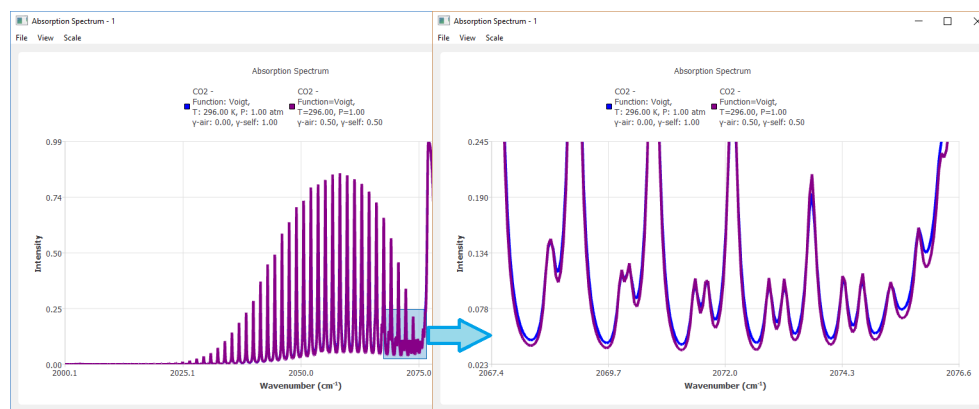 Absorption Spectrum - 1
File View Scale
Absorption Spectrum
CO2 -
Function: Voigt,
T: 296.00 K, P: 1.00 atm
γ-air: 0.00, γ-self: 1.00
CO2 -
Function=Voigt,
T=296.00, P=1.00
γ-air: 0.50, γ-self: 0.50
0.99
0.74
0.50
0.25
0.00
Intensity
2000.1 2025.1 2050.0 2075.0
Wavenumber (cm⁻¹)
Absorption Spectrum - 1
File View Scale
Absorption Spectrum
CO2 -
Function: Voigt,
T: 296.00 K, P: 1.00 atm
γ-air: 0.00, γ-self: 1.00
CO2 -
Function=Voigt,
T=296.00, P=1.00
γ-air: 0.50, γ-self: 0.50
0.245
0.190
0.134
0.078
0.023
Intensity
2067.4 2069.7 2072.0 2074.3 2076.6
Wavenumber (cm⁻¹)